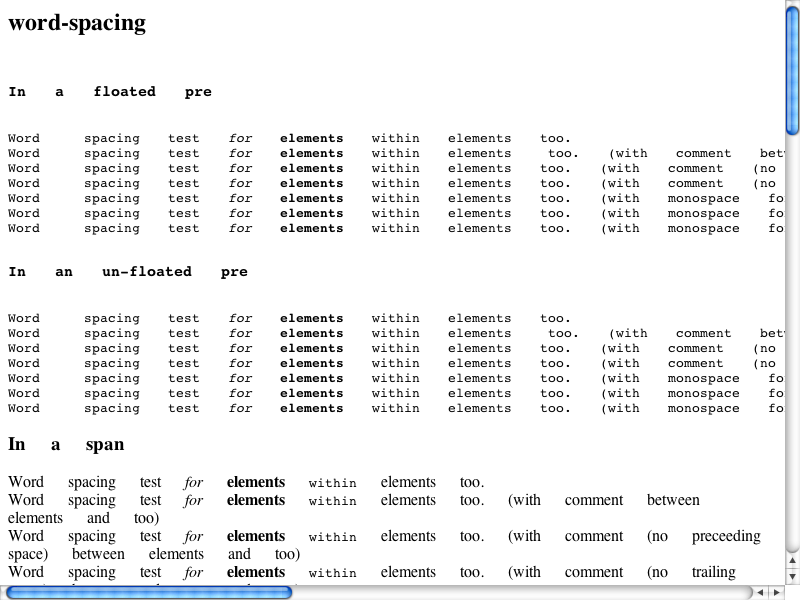 word-spacing
In a floated pre
Word spacing test for elements within elements too.
Word spacing test for elements within elements too. (with comment
Word spacing test for elements within elements too. (with comment (no
Word spacing test for elements within elements too. (with comment (no
Word spacing test for elements within elements too. (with monospace
Word spacing test for elements within elements too. (with monospace
Word spacing test for elements within elements too. (with monospace
In an un-floated pre
Word spacing test for elements within elements too.
Word spacing test for elements within elements too. (with comment
Word spacing test for elements within elements too. (with comment (no
Word spacing test for elements within elements too. (with comment (no
Word spacing test for elements within elements too. (with monospace
Word spacing test for elements within elements too. (with monospace
Word spacing test for elements within elements too. (with monospace
In a span
Word spacing test for elements within elements too.
Word spacing test for elements within elements too. (with comment between
elements and too)
Word spacing test for elements within elements too. (with comment (no preceeding
space) between elements and too)
Word spacing test for elements within elements too. (with comment (no trailing